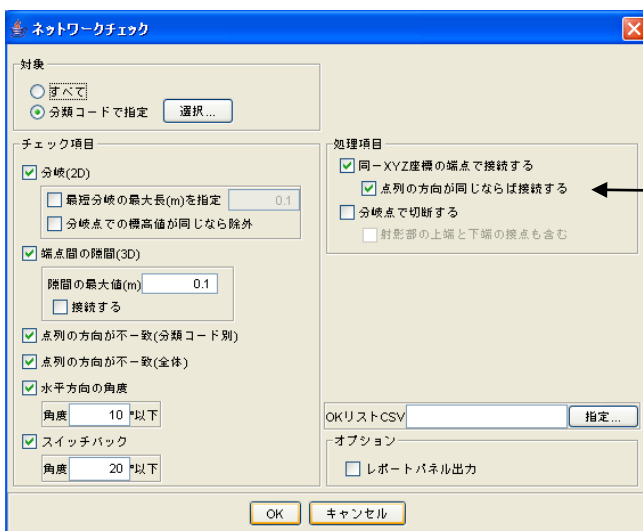 ネットワークチェック
対象
すべて
分類コードで指定 選択...
チェック項目
分岐(2D)
最短分岐の最大長(m)を指定 0.1
分岐点での標高値が同じなら除外
端点間の隙間(3D)
隙間の最大値(m) 0.1
接続する
点列の方向が不一致(分類コード別)
点列の方向が不一致(全体)
水平方向の角度
角度 10 °以下
スイッチバック
角度 20 °以下
処理項目
同一XYZ座標の端点で接続する
点列の方向が同じならば接続する
分岐点で切断する
射影部の上端と下端の接点も含む
OKリストCSV 指定...
オプション
レポートパネル出力
OK キャンセル